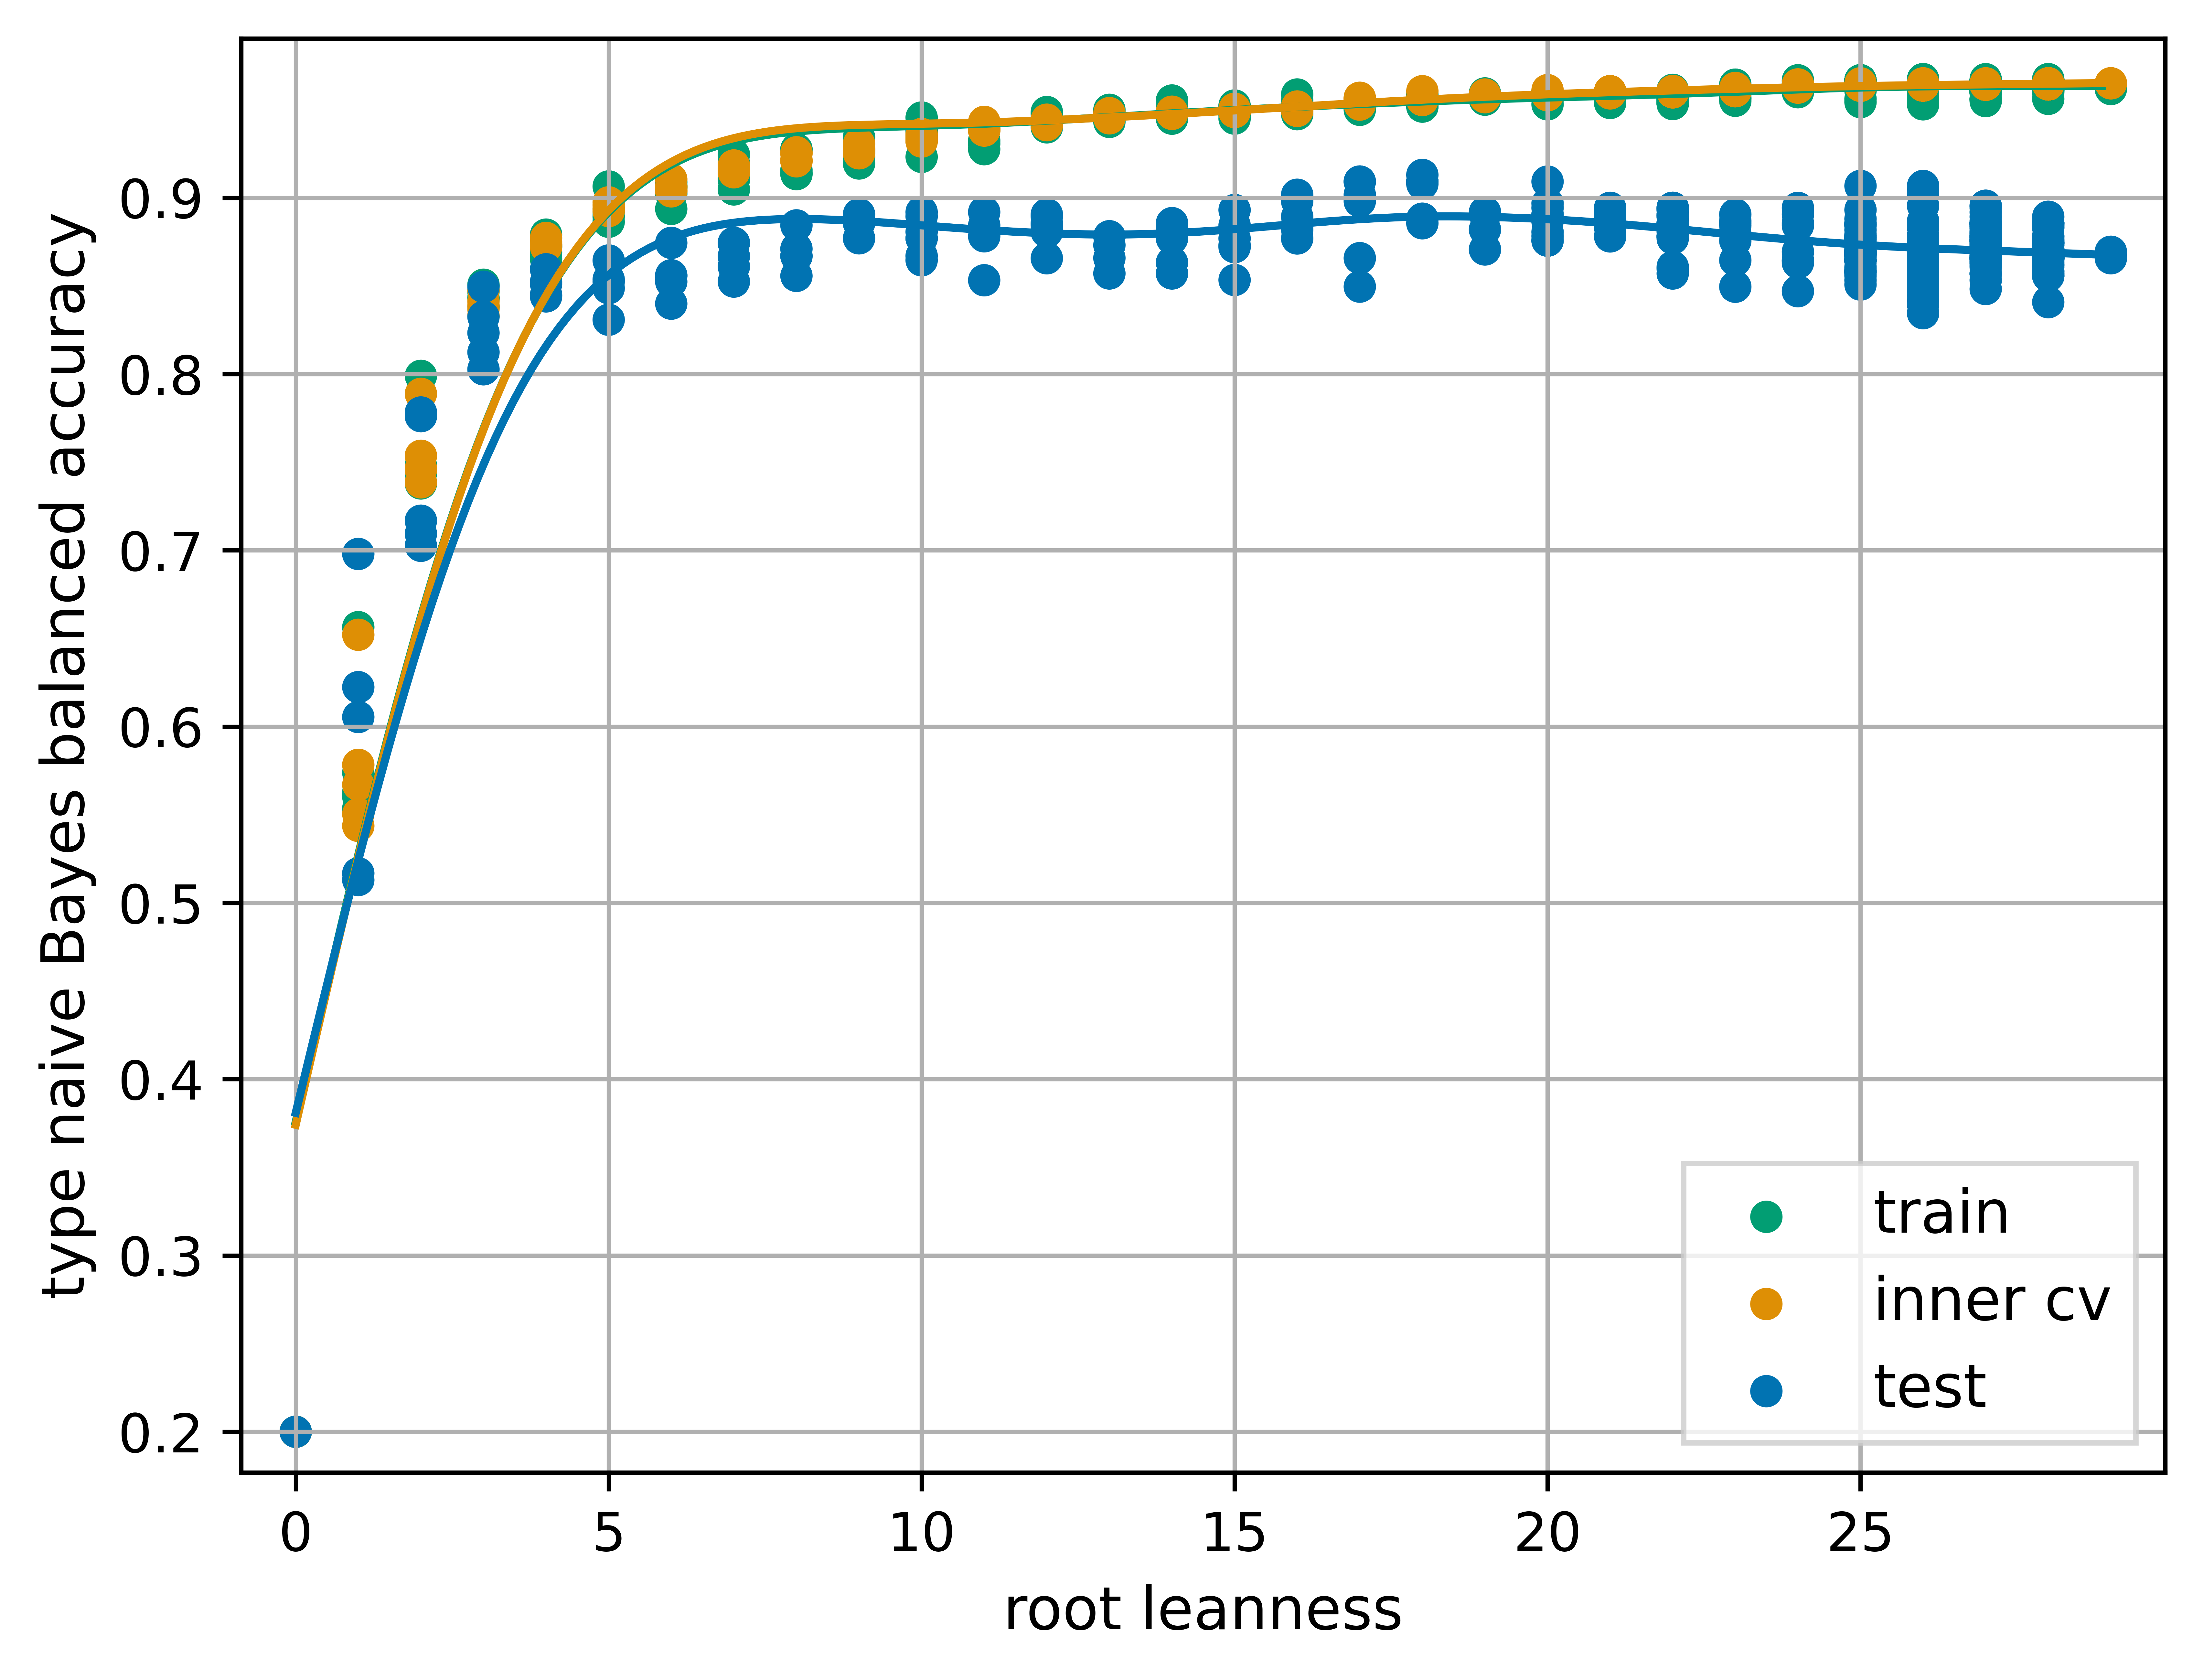 type naive Bayes balanced accuracy
0.9
0.8
0.7
0.6
0.5
0.4
0.3
0.2
train
inner cv
test
0 5 10 15 20 25
root leanness